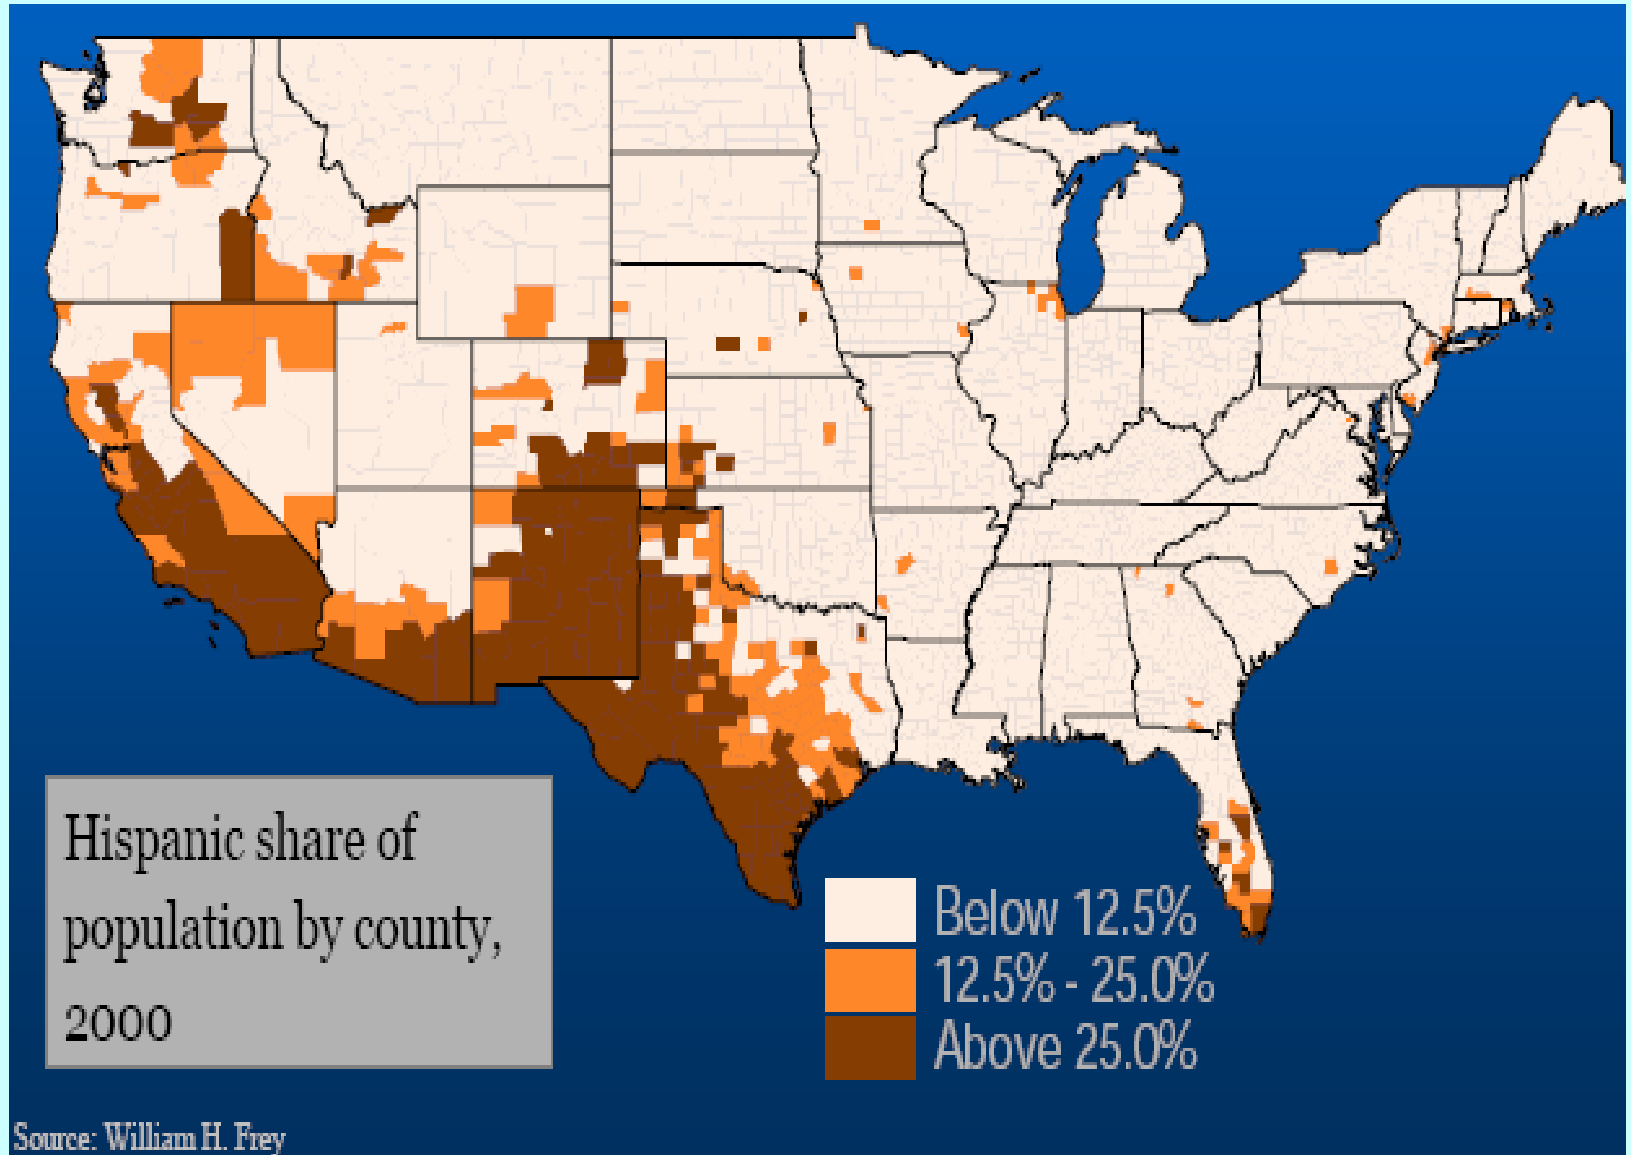 Hispanic share of
population by county,
2000
Below 12.5%
12.5% - 25.0%
Above 25.0%
Source: William H. Frey